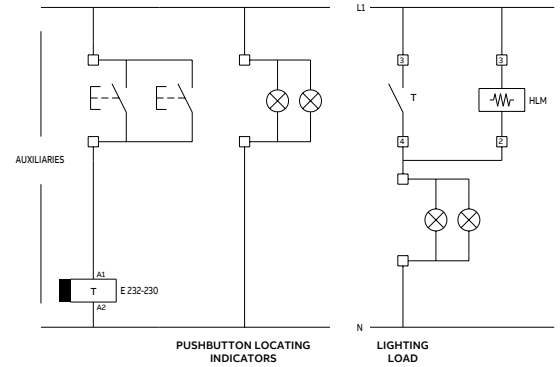 L1
3
3
T
HLM
4
2
AUXILIARIES
A1
T
E 232-230
A2
N
PUSHBUTTON LOCATING
INDICATORS
LIGHTING
LOAD